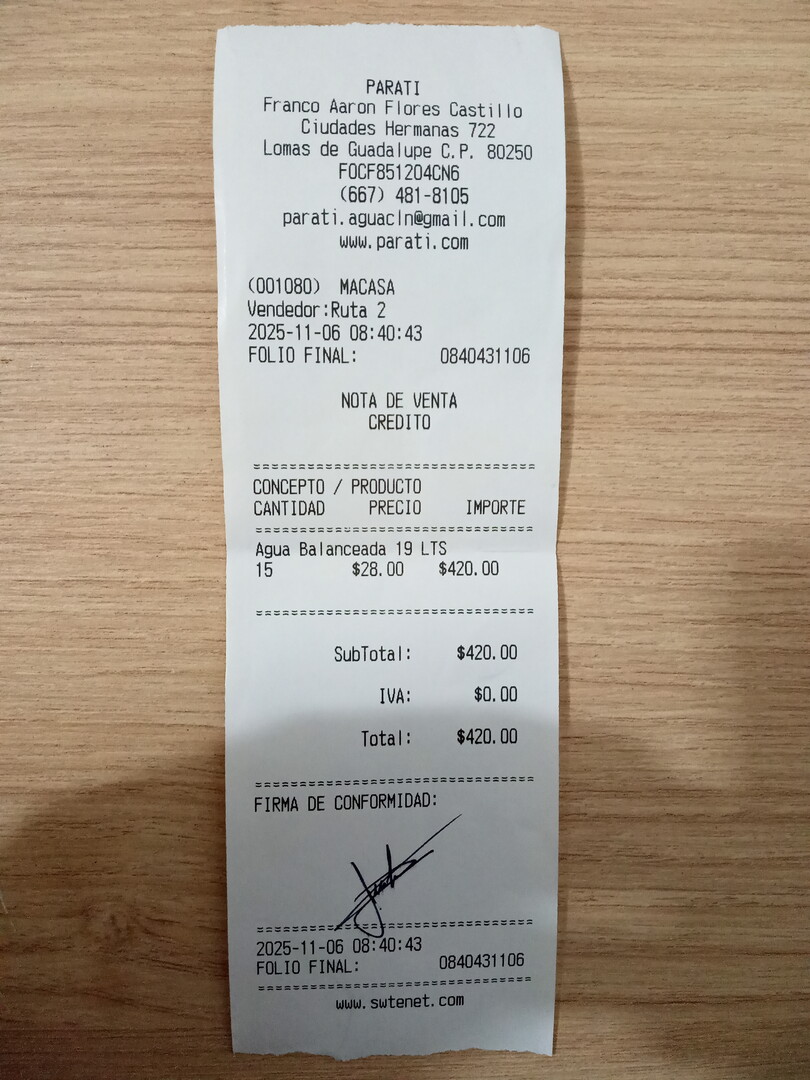 PARATI
Franco Aaron Flores Castillo
Ciudades Hermanas 722
Lomas de Guadalupe C.P. 80250
FOCF851204CN6
(667) 481-8105
parati.aguacln@gmail.com
www.parati.com
(001080) MACASA
Vendedor:Ruta 2
2025-11-06 08:40:43
FOLIO FINAL: 0840431106
NOTA DE VENTA
CREDITO
CONCEPTO / PRODUCTO
CANTIDAD PRECIO IMPORTE
Agua Balanceada 19 LTS
15 $28.00 $420.00
SubTotal: $420.00
IVA: $0.00
Total: $420.00
FIRMA DE CONFORMIDAD:
2025-11-06 08:40:43
FOLIO FINAL: 0840431106
www.swtenet.com